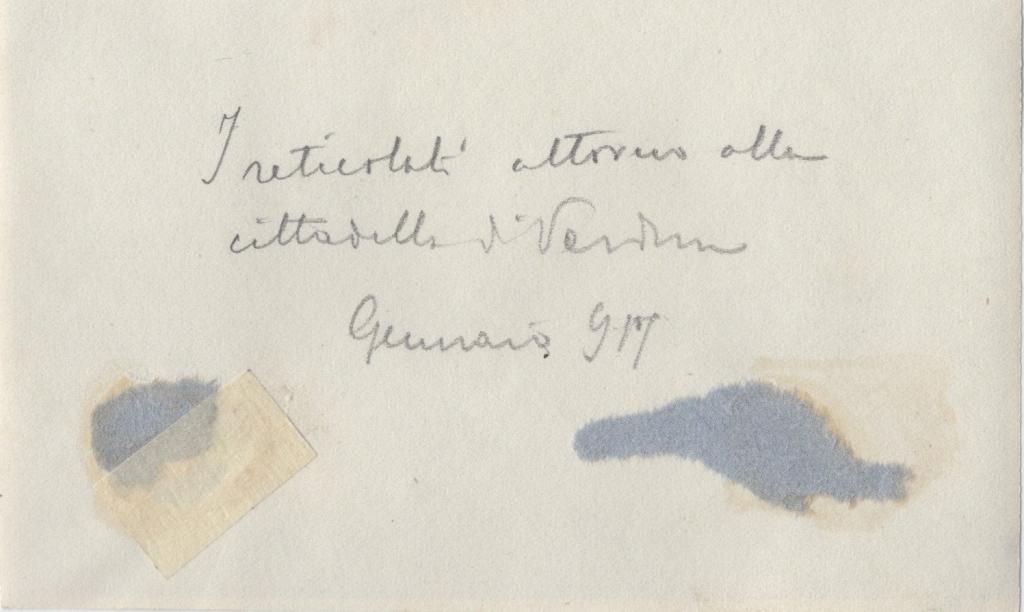 I reticolati attorno alla
cittadella di Verdun
Gennaio 917